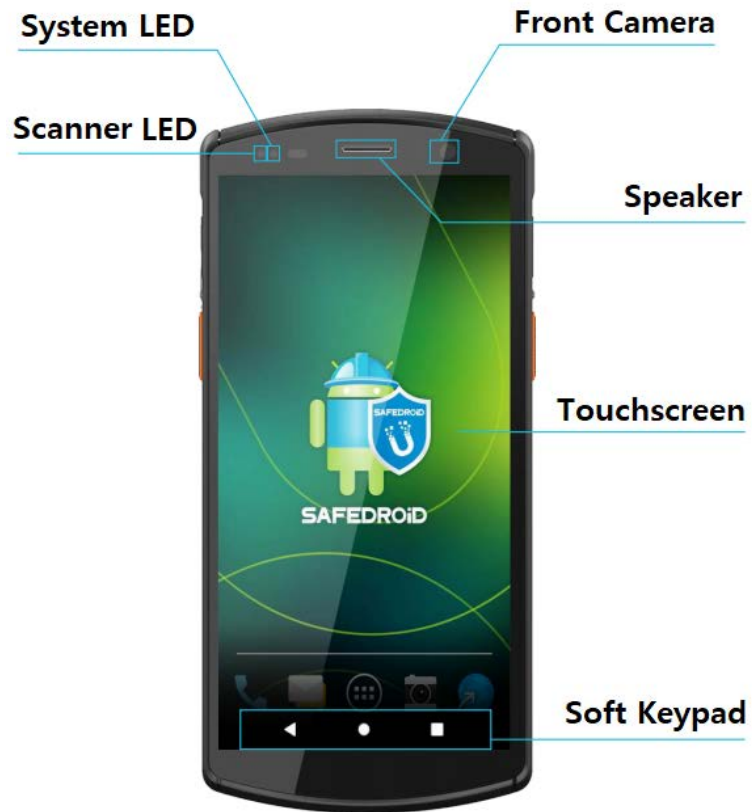 System LED
Front Camera
Scanner LED
Speaker
SAFEDROiD
Touchscreen
SAFEDROiD
Soft Keypad